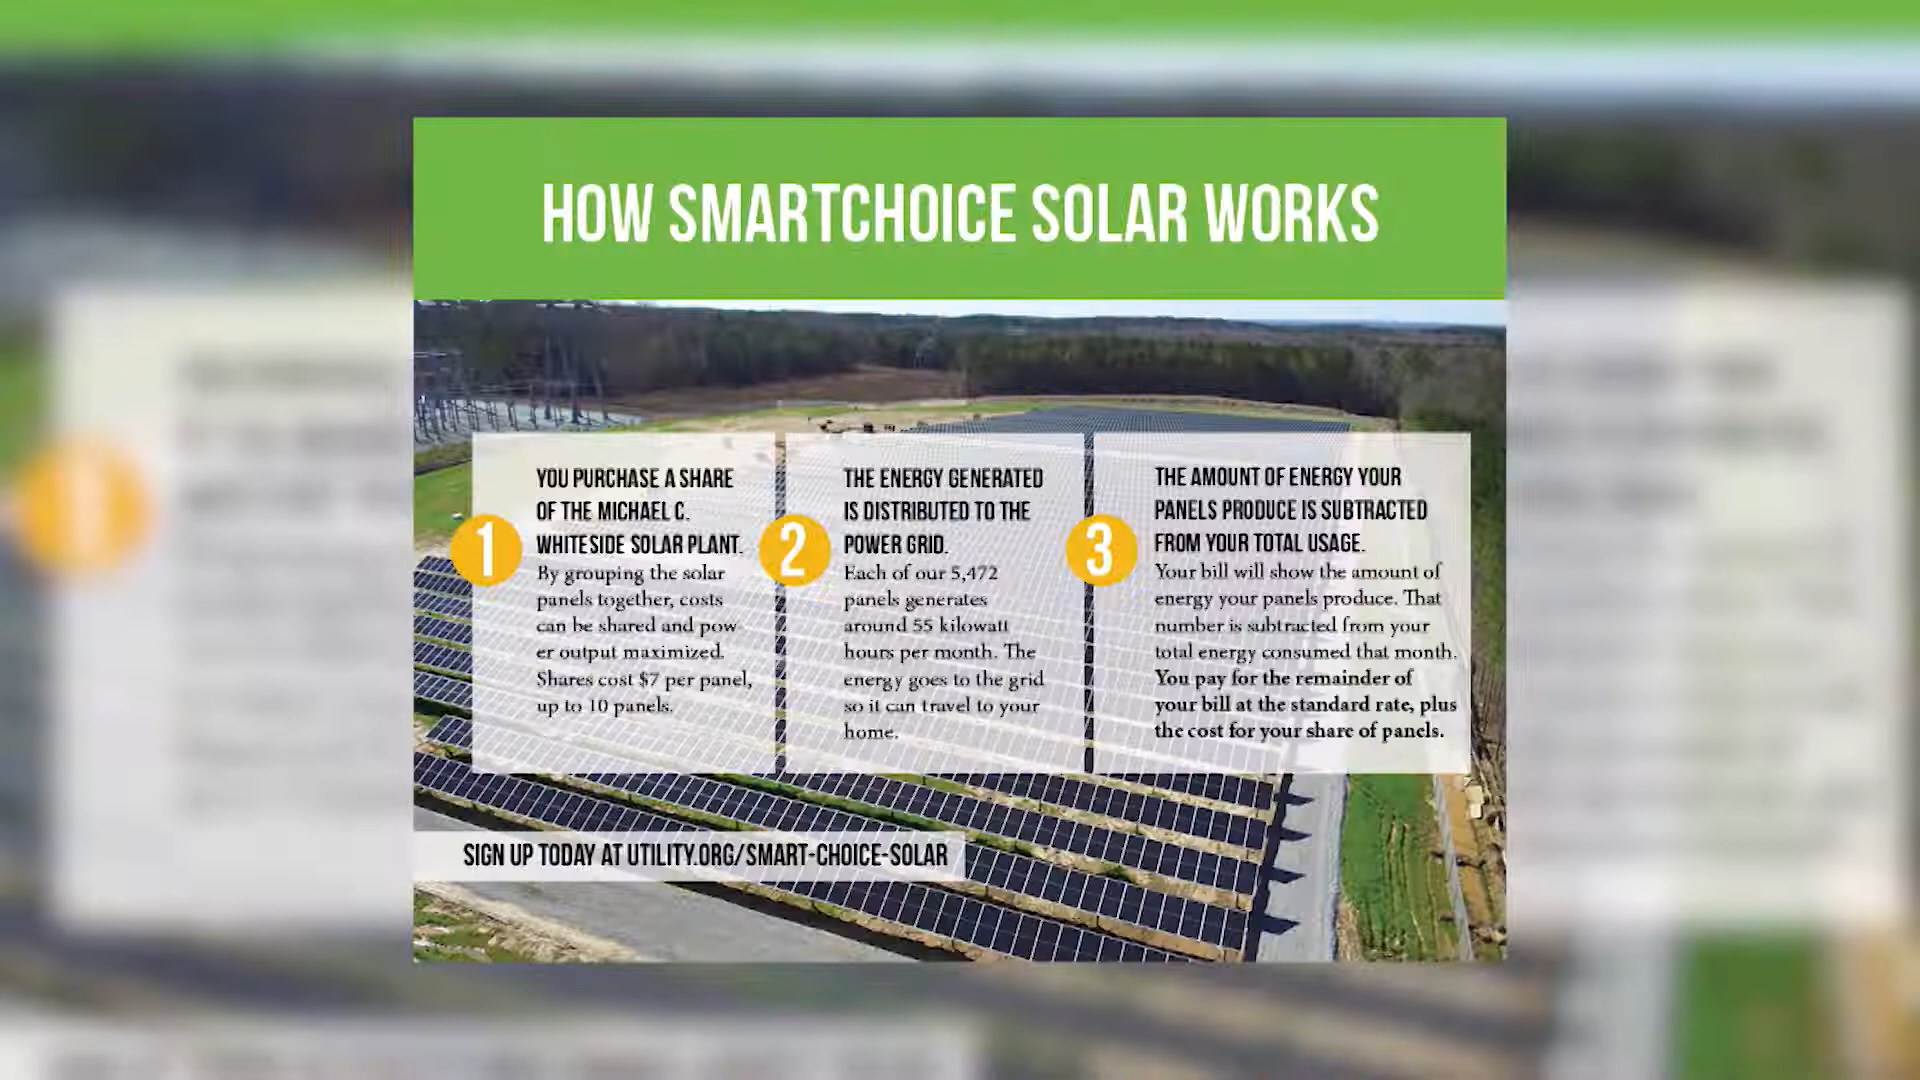 HOW SMARTCHOICE SOLAR WORKS
1
YOU PURCHASE A SHARE
OF THE MICHAEL C.
WHITESIDE SOLAR PLANT.
By grouping the solar
panels together, costs
can be shared and pow-
er output maximized.
Shares cost $7 per panel,
up to 10 panels.
2
THE ENERGY GENERATED
IS DISTRIBUTED TO THE
POWER GRID.
Each of our 5,472
panels generates
around 55 kilowatt
hours per month. The
energy goes to the grid
so it can travel to your
home.
3
THE AMOUNT OF ENERGY YOUR
PANELS PRODUCE IS SUBTRACTED
FROM YOUR TOTAL USAGE.
Your bill will show the amount of
energy your panels produce. That
number is subtracted from your
total energy consumed that month.
You pay for the remainder of
your bill at the standard rate, plus
the cost for your share of panels.
SIGN UP TODAY AT UTILITY.ORG/SMART-CHOICE-SOLAR